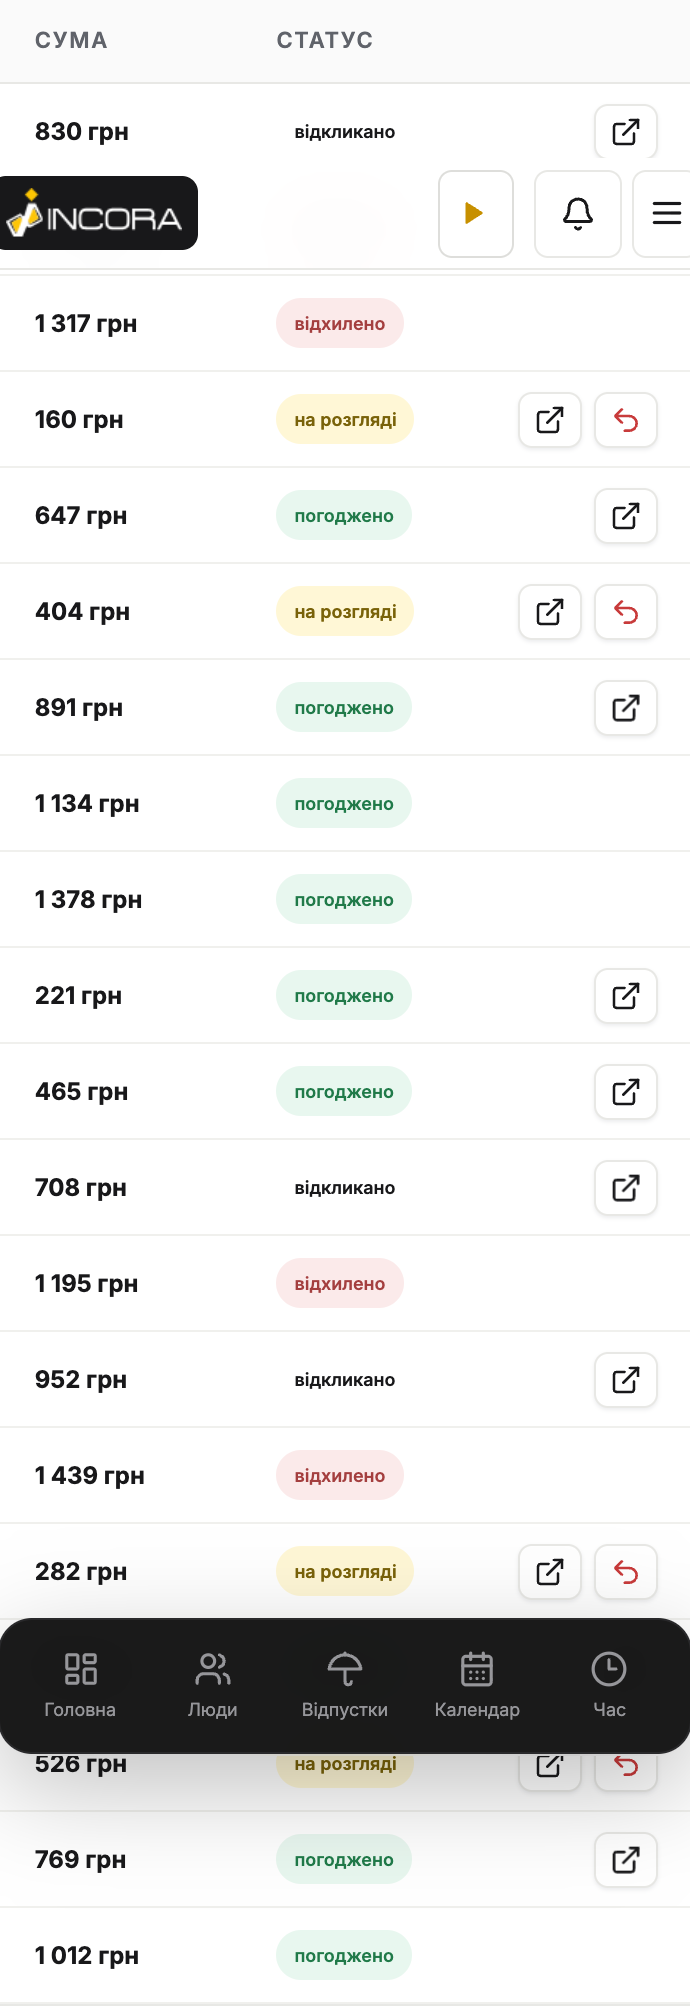 СУМА СТАТУС
830 грн відкликано
INCORA
1 317 грн відхилено
160 грн на розгляді
647 грн погоджено
404 грн на розгляді
891 грн погоджено
1 134 грн погоджено
1 378 грн погоджено
221 грн погоджено
465 грн погоджено
708 грн відкликано
1 195 грн відхилено
952 грн відкликано
1 439 грн відхилено
282 грн на розгляді
Головна Люди Відпустки Календар Час
526 грн на розгляді
769 грн погоджено
1 012 грн погоджено